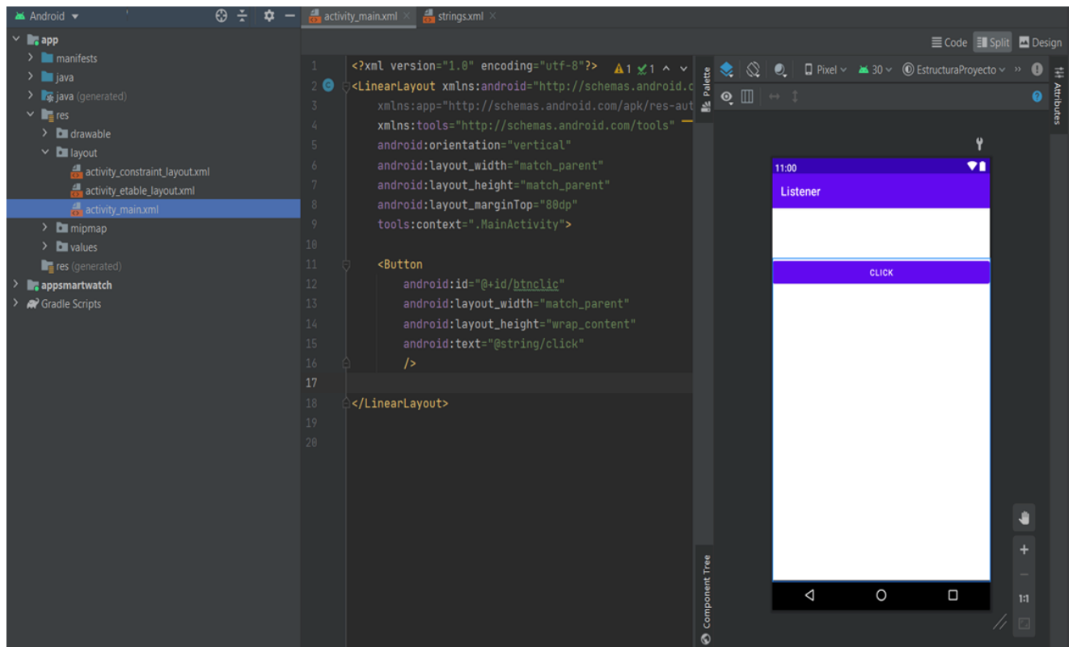 Android
activity_main.xml
strings.xml
app
manifests
java
java (generated)
res
drawable
layout
activity_constraint_layout.xml
activity_etable_layout.xml
activity_main.xml
mipmap
values
res (generated)
appsmartwatch
Gradle Scripts
Code Split Design
1 <?xml version="1.0" encoding="utf-8"?> 1 1
2 <LinearLayout xmlns:android="http://schemas.android.c
3 xmlns:app="http://schemas.android.com/apk/res-aut
4 xmlns:tools="http://schemas.android.com/tools"
5 android:orientation="vertical"
6 android:layout_width="match_parent"
7 android:layout_height="match_parent"
8 android:layout_marginTop="80dp"
9 tools:context=".MainActivity">
10
11 <Button
12 android:id="@+id/btnclic"
13 android:layout_width="match_parent"
14 android:layout_height="wrap_content"
15 android:text="@string/click"
16 />
17
18 </LinearLayout>
19
20
Palette
Pixel 30 EstructuraProyecto
Attributes
11:00
Listener
CLICK
Component Tree
1:1